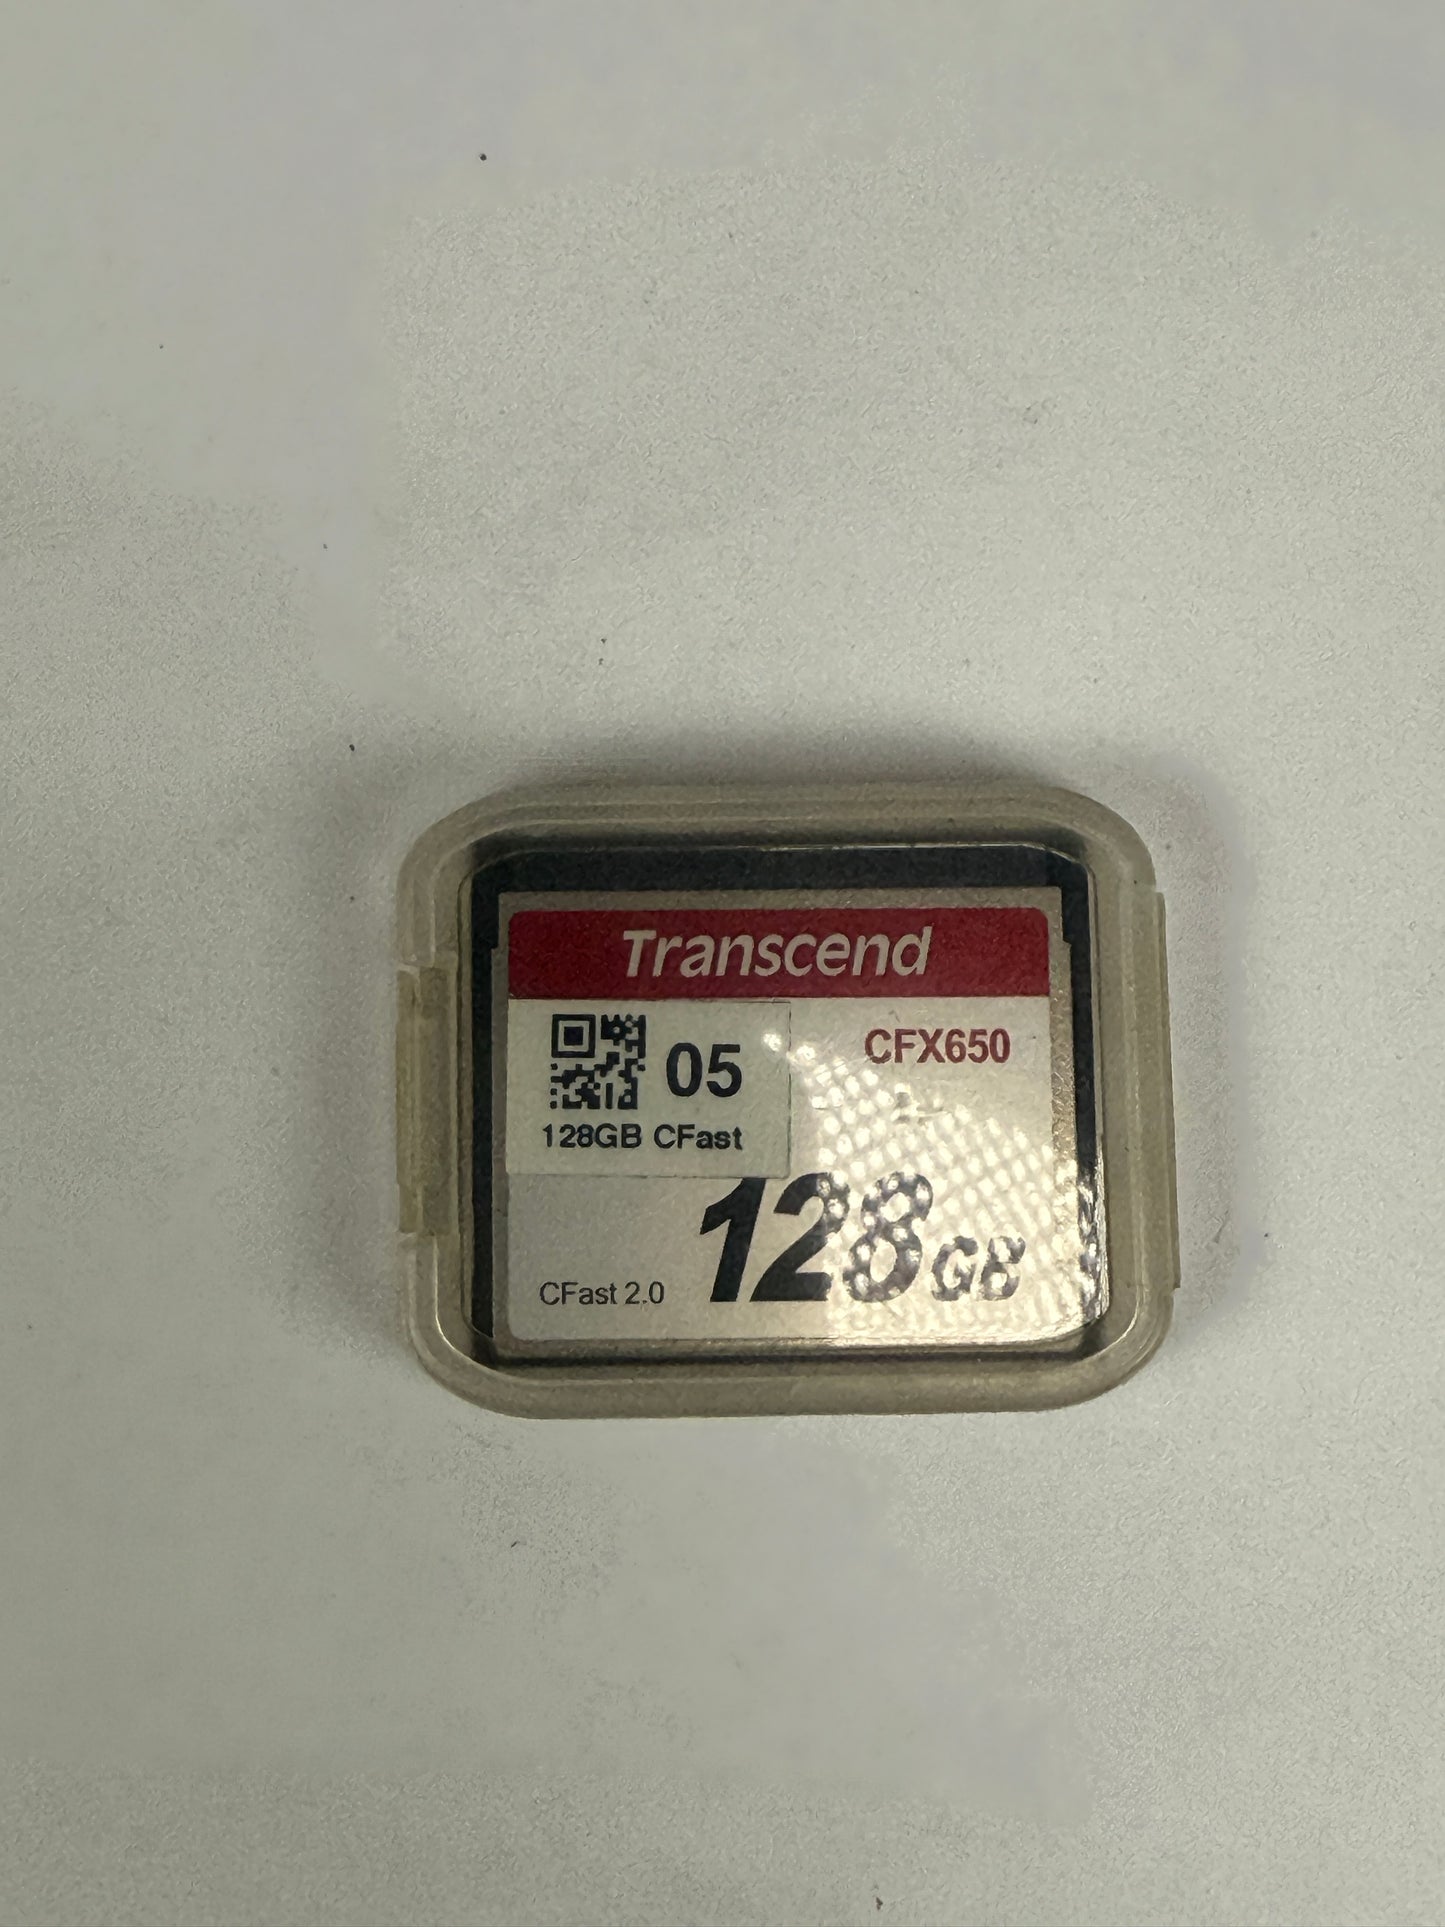 Transcend
05
CFX650
128GB CFast
128GB
CFast 2.0